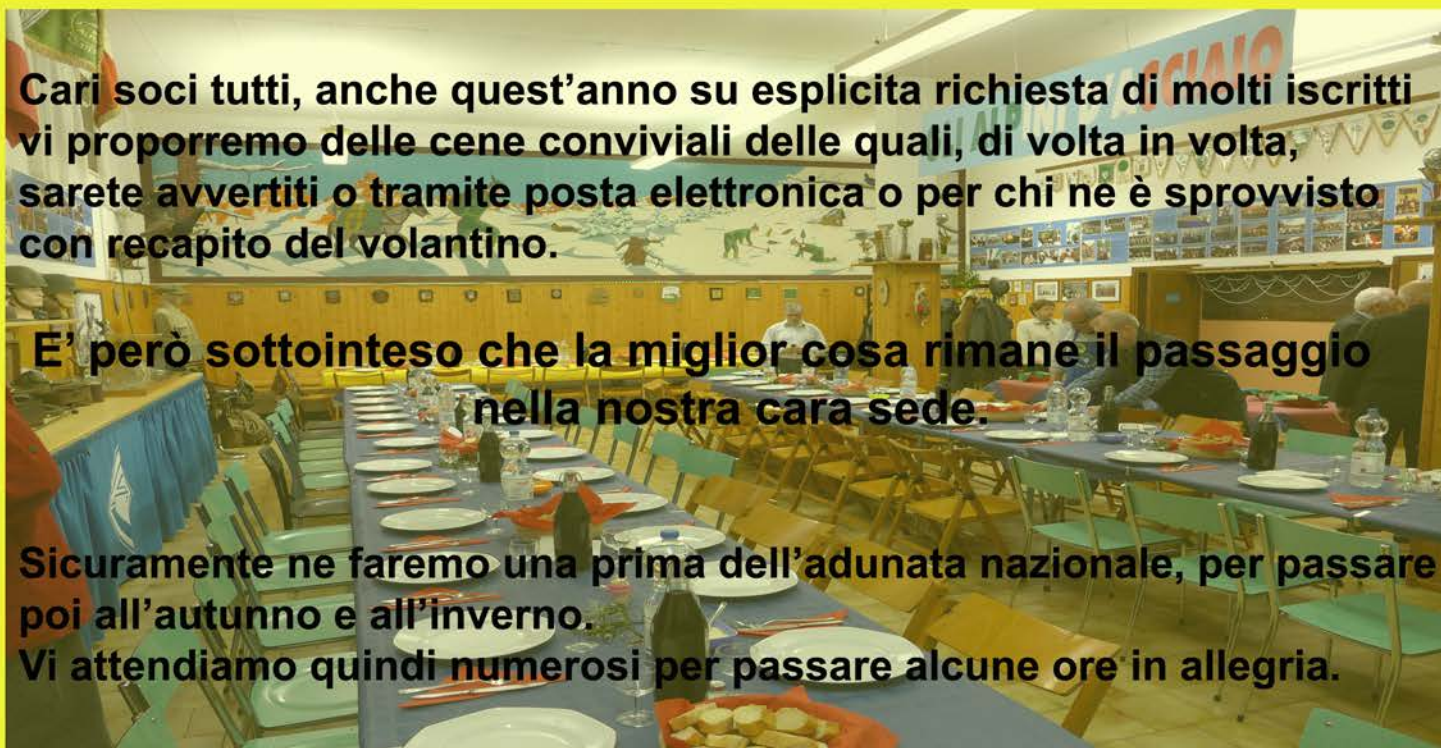 Cari soci tutti, anche quest’anno su esplicita richiesta di molti iscritti
vi proporremo delle cene conviviali delle quali, di volta in volta,
sarete avvertiti o tramite posta elettronica o per chi ne è sprovvisto
con recapito del volantino.
E’ però sottointeso che la miglior cosa rimane il passaggio
nella nostra cara sede.
Sicuramente ne faremo una prima dell’adunata nazionale, per passare
poi all’autunno e all’inverno.
Vi attendiamo quindi numerosi per passare alcune ore in allegria.
ALPINI D'ACCIAIO